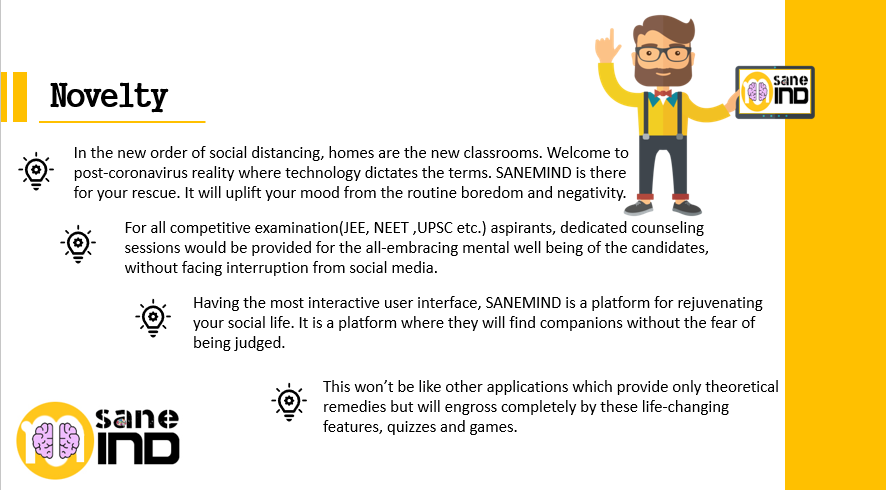 sane
mIND
Novelty
In the new order of social distancing, homes are the new classrooms. Welcome to
post-coronavirus reality where technology dictates the terms. SANEMIND is there
for your rescue. It will uplift your mood from the routine boredom and negativity.
For all competitive examination(JEE, NEET ,UPSC etc.) aspirants, dedicated counseling
sessions would be provided for the all-embracing mental well being of the candidates,
without facing interruption from social media.
Having the most interactive user interface, SANEMIND is a platform for rejuvenating
your social life. It is a platform where they will find companions without the fear of
being judged.
This won’t be like other applications which provide only theoretical
remedies but will engross completely by these life-changing
features, quizzes and games.
sane
mIND